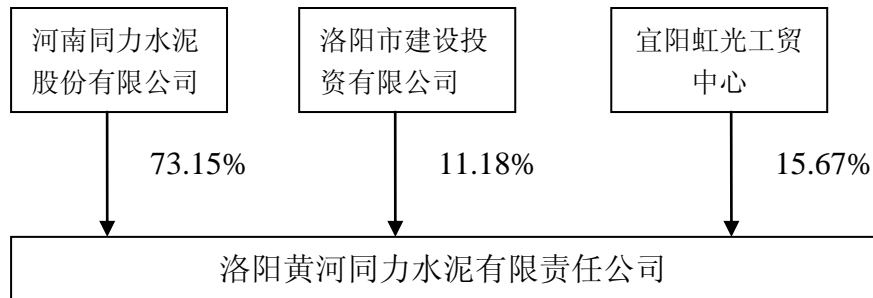 河南同力水泥
股份有限公司
洛阳市建设投
资有限公司
宜阳虹光工贸
中心
73.15%
11.18%
15.67%
洛阳黄河同力水泥有限责任公司